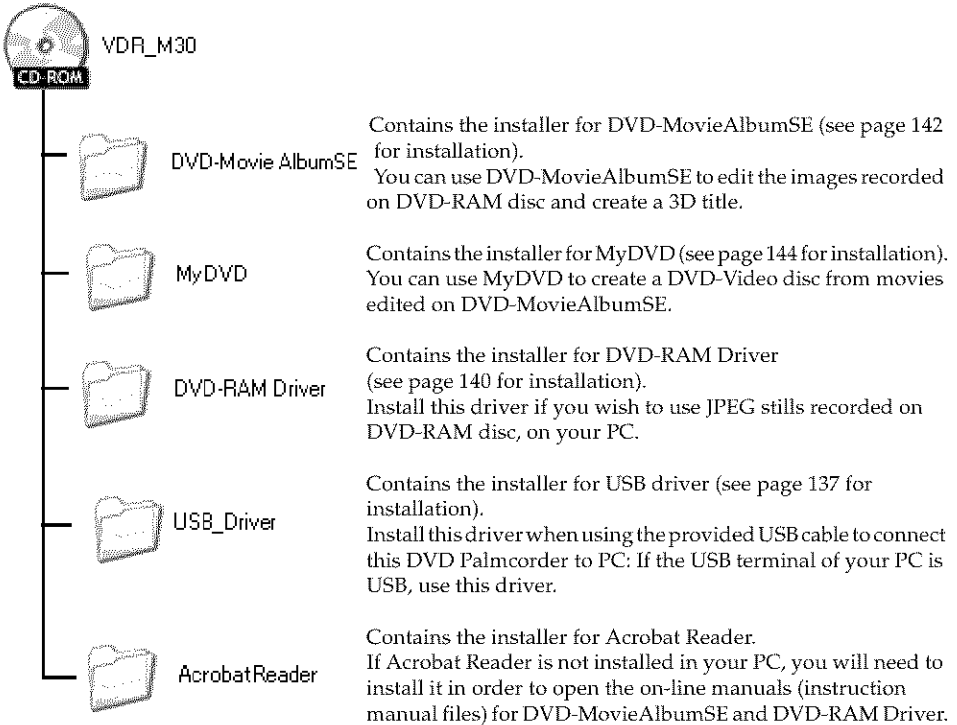 VDR_M30
CD-ROM
DVD-Movie AlbumSE
Contains the installer for DVD-MovieAlbumSE (see page 142
for installation).
You can use DVD-MovieAlbumSE to edit the images recorded
on DVD-RAM disc and create a 3D title.
MyDVD
Contains the installer for MyDVD (see page 144 for installation).
You can use MyDVD to create a DVD-Video disc from movies
edited on DVD-MovieAlbumSE.
DVD-RAM Driver
Contains the installer for DVD-RAM Driver
(see page 140 for installation).
Install this driver if you wish to use JPEG stills recorded on
DVD-RAM disc, on your PC.
USB_Driver
Contains the installer for USB driver (see page 137 for
installation).
Install this driver when using the provided USB cable to connect
this DVD Palmcorder to PC: If the USB terminal of your PC is
USB, use this driver.
AcrobatReader
Contains the installer for Acrobat Reader.
If Acrobat Reader is not installed in your PC, you will need to
install it in order to open the on-line manuals (instruction
manual files) for DVD-MovieAlbumSE and DVD-RAM Driver.